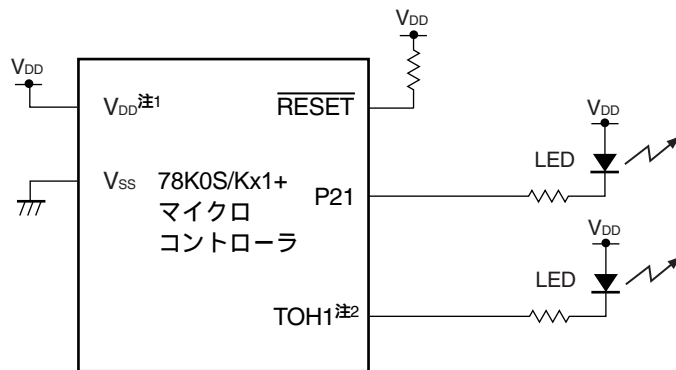 VDD
VDD
VDD注1
RESET
VDD
LED
VSS
78K0S/Kx1+
マイクロ
コントローラ
P21
VDD
LED
TOH1注2